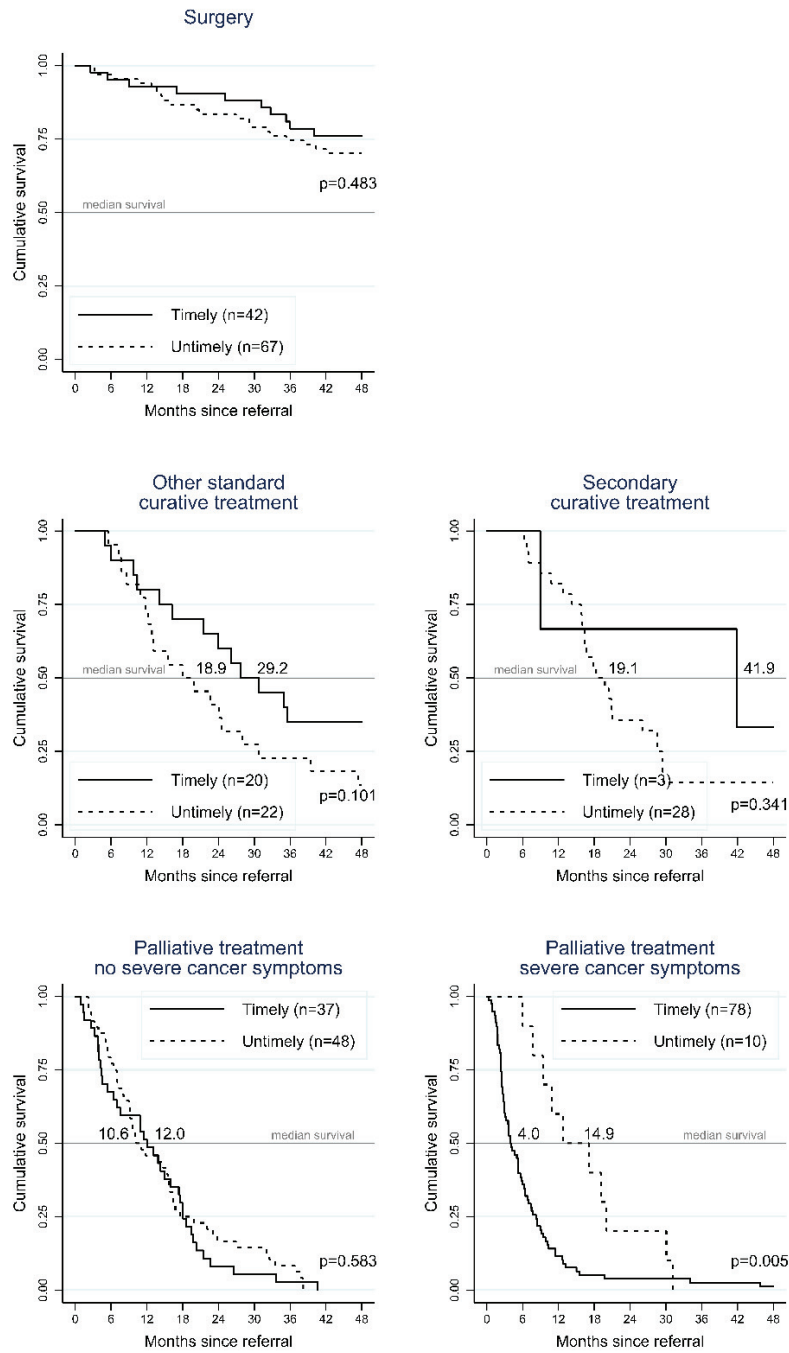 Surgery
Cumulative survival
1.00
0.75
0.50
0.25
0.00
median survival
p=0.483
Timely (n=42)
Untimely (n=67)
0 6 12 18 24 30 36 42 48
Months since referral
Other standard
curative treatment
Cumulative survival
1.00
0.75
0.50
0.25
0.00
median survival
18.9
29.2
Timely (n=20)
Untimely (n=22)
p=0.101
0 6 12 18 24 30 36 42 48
Months since referral
Secondary
curative treatment
Cumulative survival
1.00
0.75
0.50
0.25
0.00
median survival
19.1
41.9
Timely (n=3)
Untimely (n=28)
p=0.341
0 6 12 18 24 30 36 42 48
Months since referral
Palliative treatment
no severe cancer symptoms
Cumulative survival
1.00
0.75
0.50
0.25
0.00
Timely (n=37)
Untimely (n=48)
10.6
12.0
median survival
p=0.583
0 6 12 18 24 30 36 42 48
Months since referral
Palliative treatment
severe cancer symptoms
Cumulative survival
1.00
0.75
0.50
0.25
0.00
Timely (n=78)
Untimely (n=10)
4.0
14.9
median survival
p=0.005
0 6 12 18 24 30 36 42 48
Months since referral